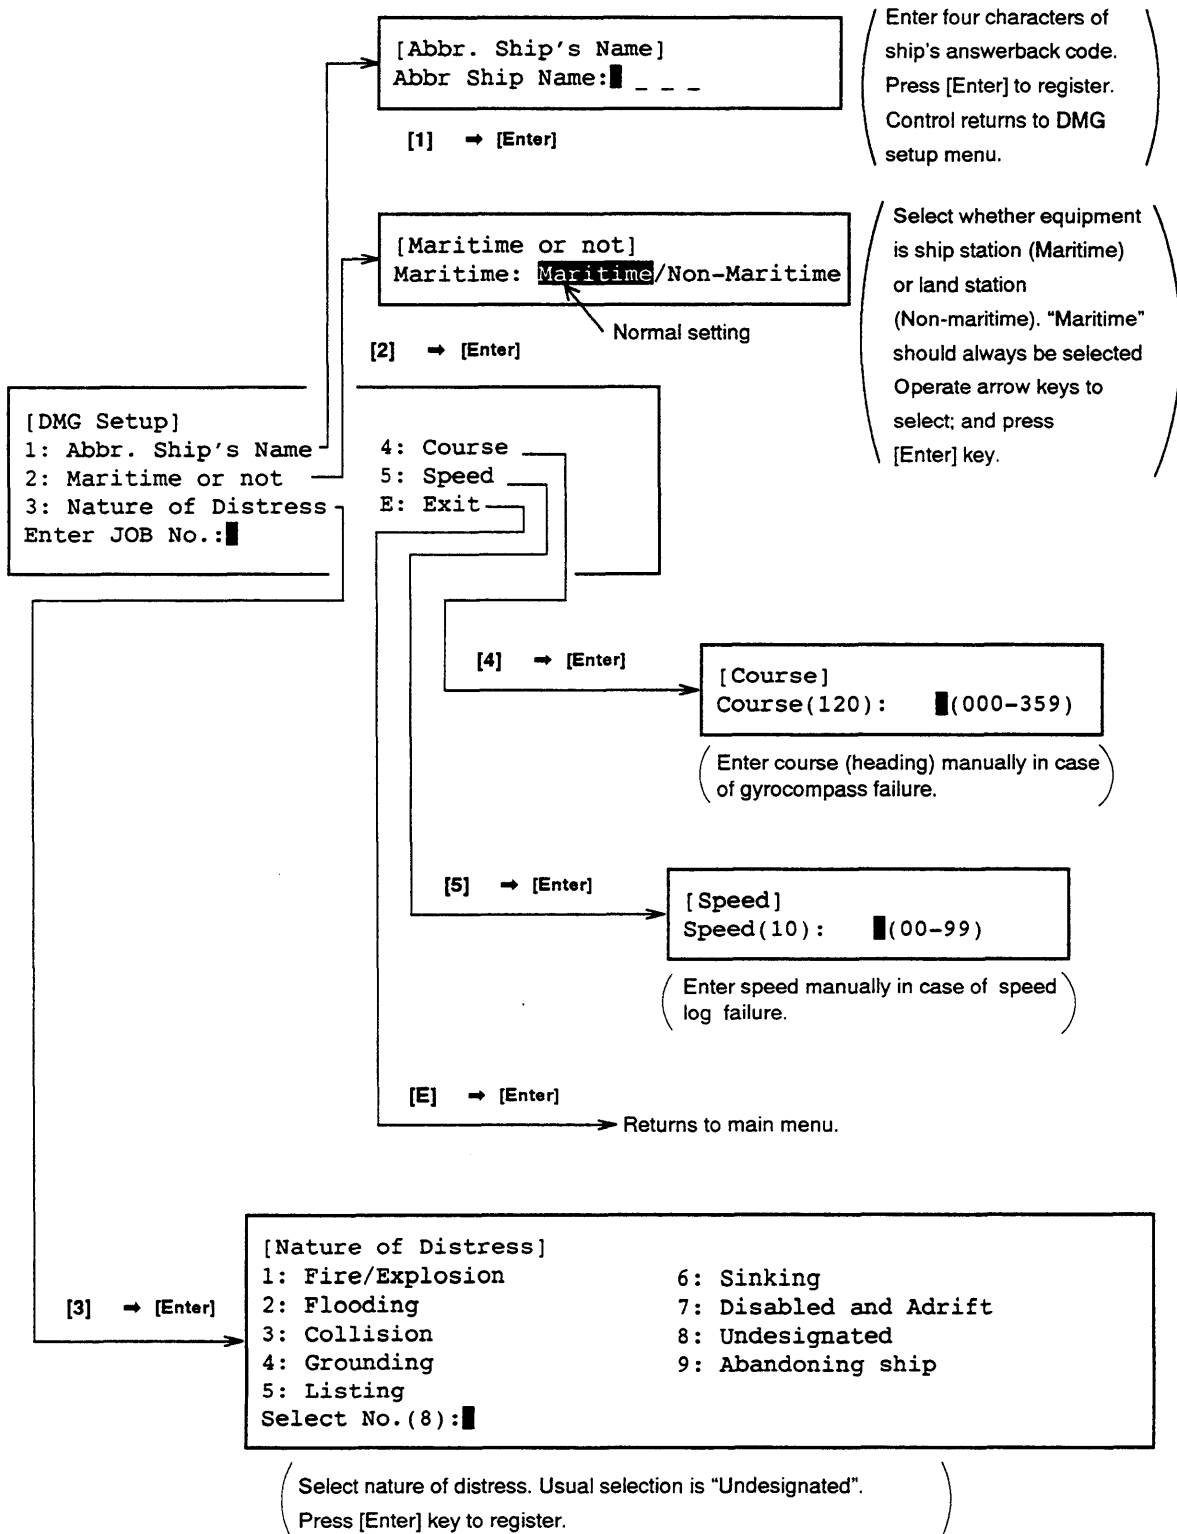 [Abbr. Ship's Name]
Abbr Ship Name: _ _ _
[1] ➡ [Enter]
Enter four characters of
ship's answerback code.
Press [Enter] to register.
Control returns to DMG
setup menu.
[Maritime or not]
Maritime: Maritime/Non-Maritime
Normal setting
[2] ➡ [Enter]
Select whether equipment
is ship station (Maritime)
or land station
(Non-maritime). "Maritime"
should always be selected
Operate arrow keys to
select; and press
[Enter] key.
[DMG Setup]
1: Abbr. Ship's Name
2: Maritime or not
3: Nature of Distress
Enter JOB No.:
4: Course
5: Speed
E: Exit
[4] ➡ [Enter]
[Course]
Course(120): (000-359)
Enter course (heading) manually in case
of gyrocompass failure.
[5] ➡ [Enter]
[Speed]
Speed(10): (00-99)
Enter speed manually in case of speed
log failure.
[E] ➡ [Enter]
Returns to main menu.
[3] ➡ [Enter]
[Nature of Distress]
1: Fire/Explosion
2: Flooding
3: Collision
4: Grounding
5: Listing
Select No.(8):
6: Sinking
7: Disabled and Adrift
8: Undesignated
9: Abandoning ship
Select nature of distress. Usual selection is "Undesignated".
Press [Enter] key to register.